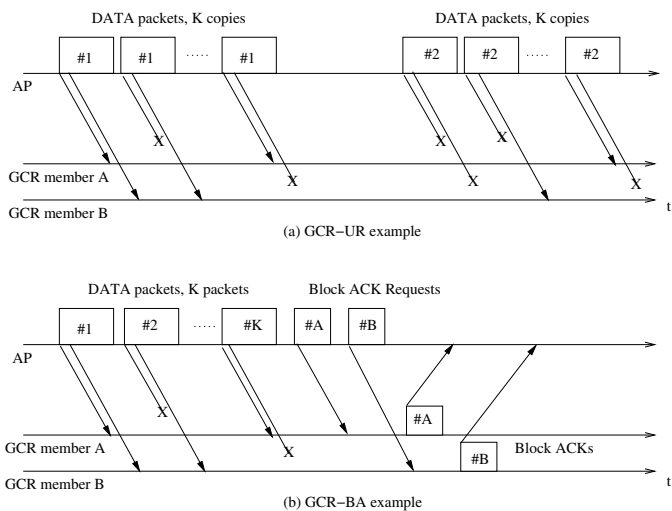 DATA packets, K copies
DATA packets, K copies
#1 #1 ..... #1 #2 #2 ..... #2
AP
X X X
GCR member A
X X X
GCR member B
t
(a) GCR−UR example
DATA packets, K packets Block ACK Requests
#1 #2 ..... #K #A #B
AP
X #A
GCR member A
X #B Block ACKs
GCR member B
t
(b) GCR−BA example